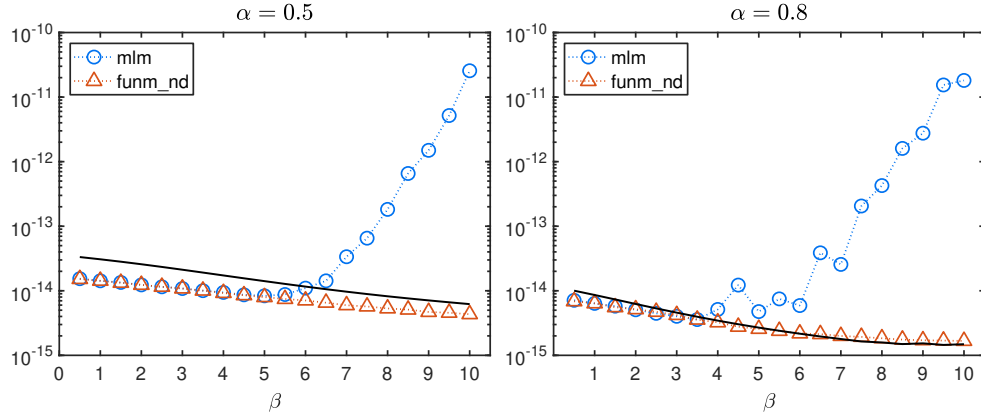 α = 0.5
10⁻¹⁰
10⁻¹¹
10⁻¹²
10⁻¹³
10⁻¹⁴
10⁻¹⁵
mlm
funm_nd
0 1 2 3 4 5 6 7 8 9 10
β
α = 0.8
10⁻¹⁰
10⁻¹¹
10⁻¹²
10⁻¹³
10⁻¹⁴
10⁻¹⁵
mlm
funm_nd
1 2 3 4 5 6 7 8 9 10
β